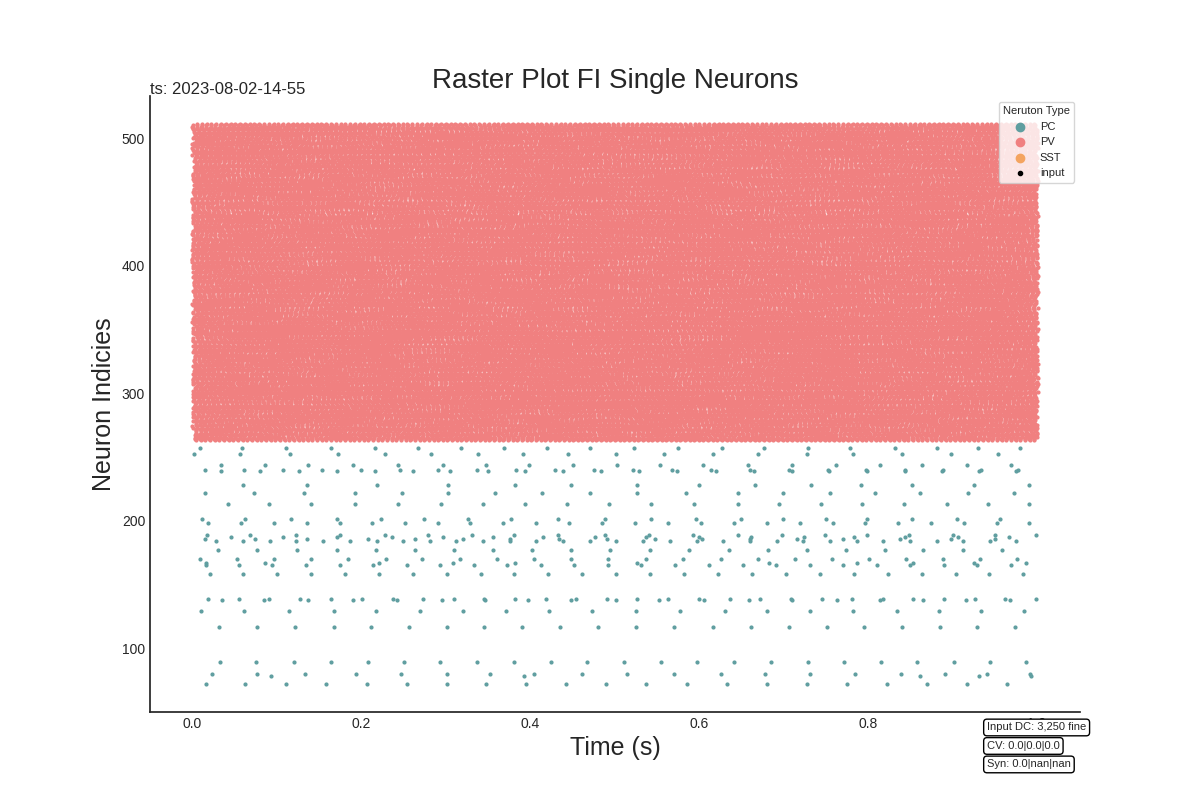 Raster Plot FI Single Neurons
ts: 2023-08-02-14-55
Neruton Type
PC
PV
SST
input
500
400
300
200
100
Neuron Indicies
0.0 0.2 0.4 0.6 0.8
Time (s)
Input DC: 3,250 fine
CV: 0.0|0.0|0.0
Syn: 0.0|nan|nan